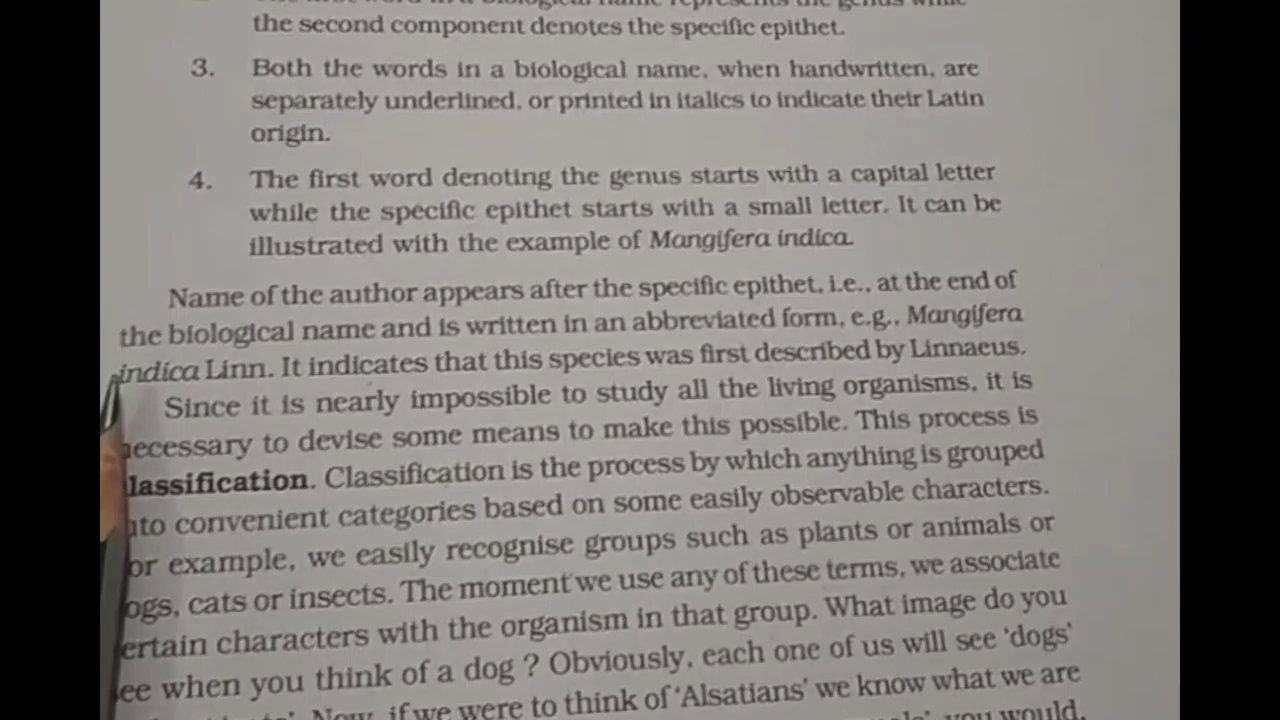 the second component denotes the specific epithet.
3. Both the words in a biological name, when handwritten, are
separately underlined, or printed in italics to indicate their Latin
origin.
4. The first word denoting the genus starts with a capital letter
while the specific epithet starts with a small letter. It can be
illustrated with the example of Mangifera indica.
Name of the author appears after the specific epithet, i.e., at the end of
the biological name and is written in an abbreviated form, e.g., Mangifera
indica Linn. It indicates that this species was first described by Linnaeus.
Since it is nearly impossible to study all the living organisms, it is
ecessary to devise some means to make this possible. This process is
lassification. Classification is the process by which anything is grouped
to convenient categories based on some easily observable characters.
or example, we easily recognise groups such as plants or animals or
ogs, cats or insects. The moment we use any of these terms, we associate
ertain characters with the organism in that group. What image do you
ee when you think of a dog ? Obviously, each one of us will see 'dogs'
Now, if we were to think of 'Alsatians' we know what we are
you would,